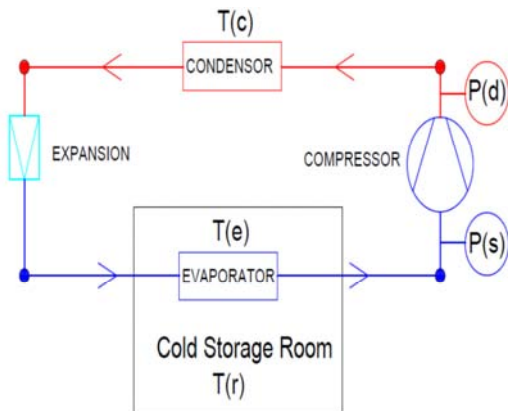 T(c)
CONDENSOR
P(d)
EXPANSION
COMPRESSOR
P(s)
T(e)
EVAPORATOR
Cold Storage Room
T(r)